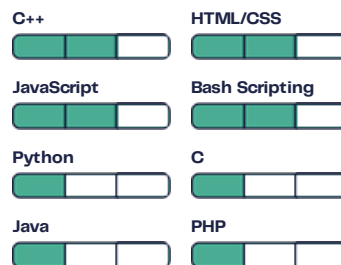 C++
HTML/CSS
JavaScript
Bash Scripting
Python
C
Java
PHP